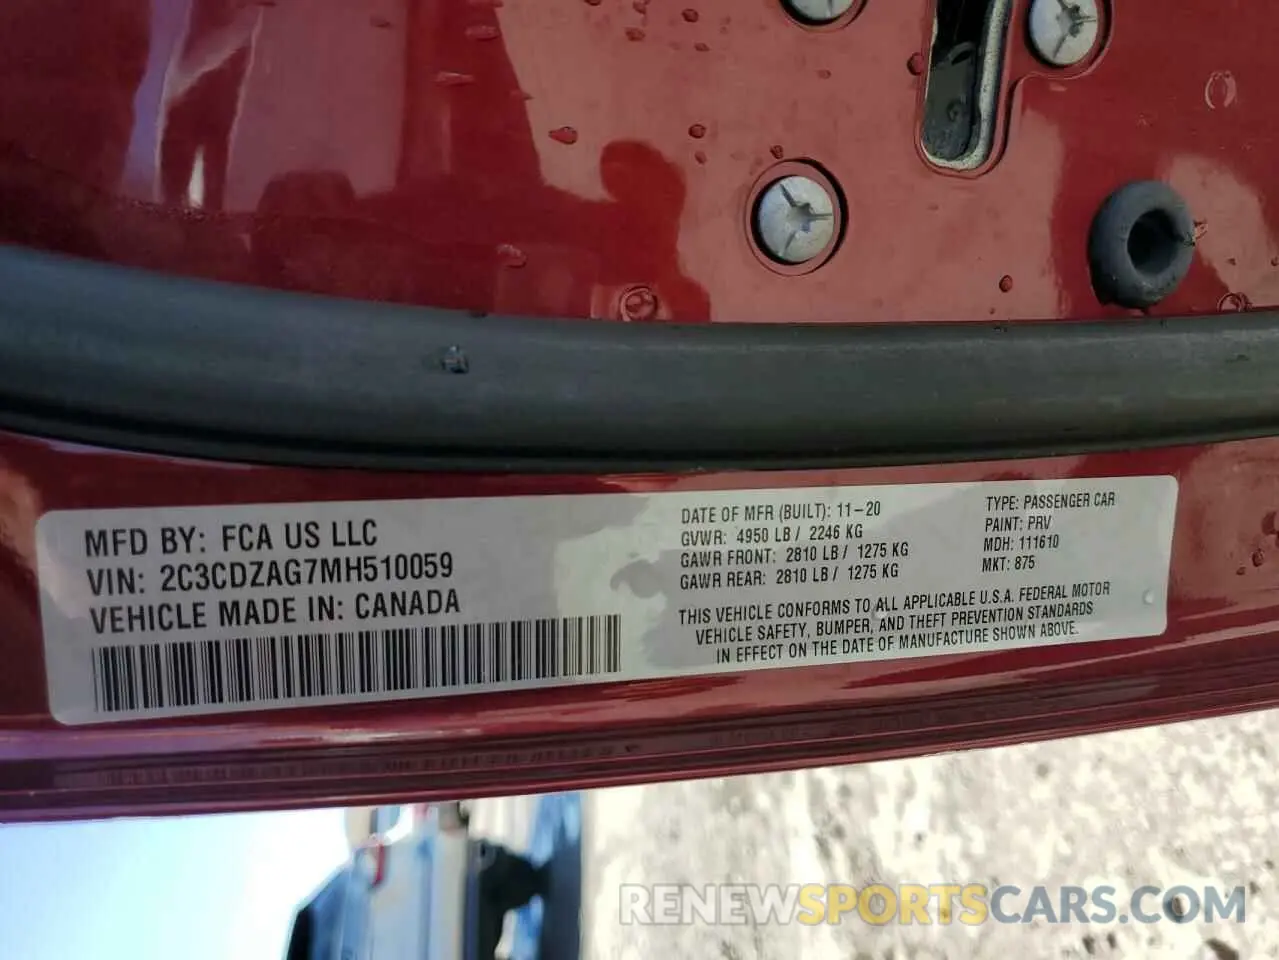 MFD BY: FCA US LLC
VIN: 2C3CDZAG7MH510059
VEHICLE MADE IN: CANADA
DATE OF MFR (BUILT): 11-20
GVWR: 4950 LB / 2246 KG
GAWR FRONT: 2810 LB / 1275 KG
GAWR REAR: 2810 LB / 1275 KG
TYPE: PASSENGER CAR
PAINT: PRV
MDH: 111610
MKT: 875
THIS VEHICLE CONFORMS TO ALL APPLICABLE U.S.A. FEDERAL MOTOR
VEHICLE SAFETY, BUMPER, AND THEFT PREVENTION STANDARDS
IN EFFECT ON THE DATE OF MANUFACTURE SHOWN ABOVE.
RENEWSPORTSCARS.COM